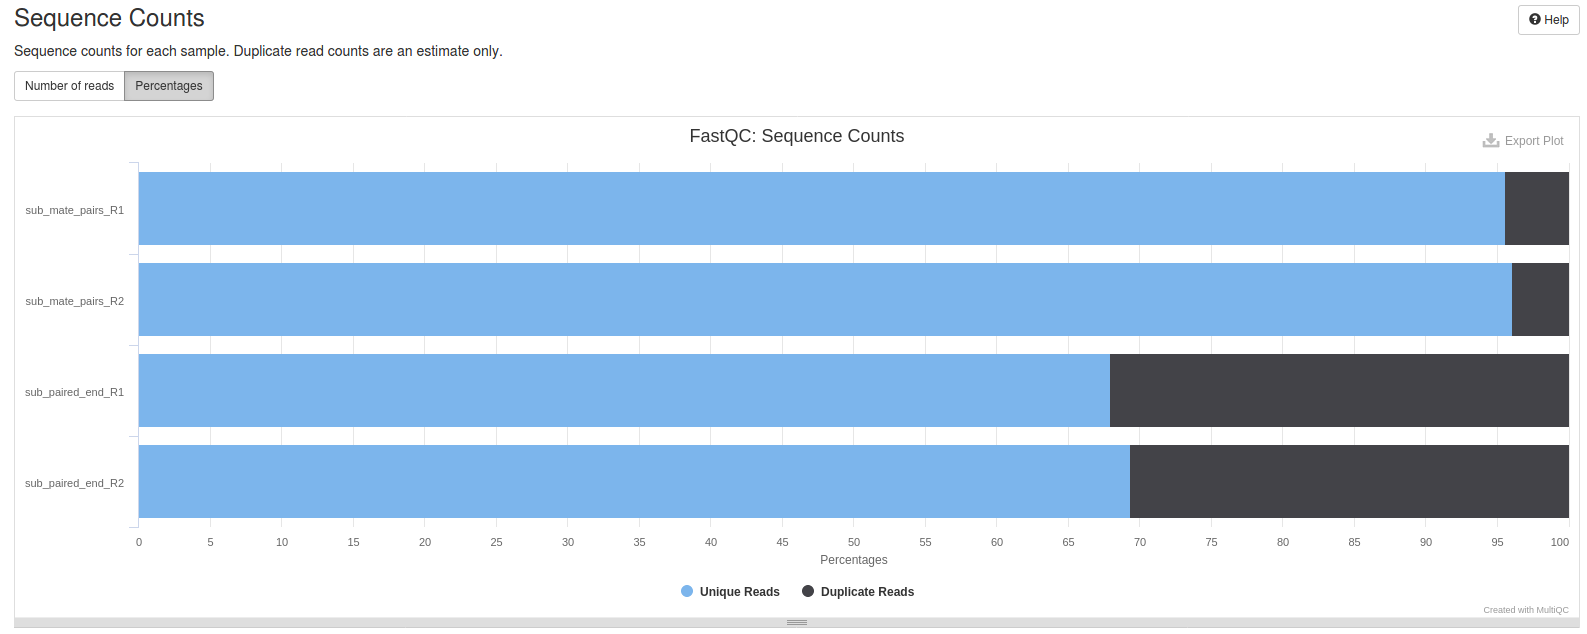 Sequence Counts
Help
Sequence counts for each sample. Duplicate read counts are an estimate only.
Number of reads
Percentages
FastQC: Sequence Counts
Export Plot
sub_mate_pairs_R1
sub_mate_pairs_R2
sub_paired_end_R1
sub_paired_end_R2
0 5 10 15 20 25 30 35 40 45 50 55 60 65 70 75 80 85 90 95 100
Percentages
Unique Reads Duplicate Reads
Created with MultiQC